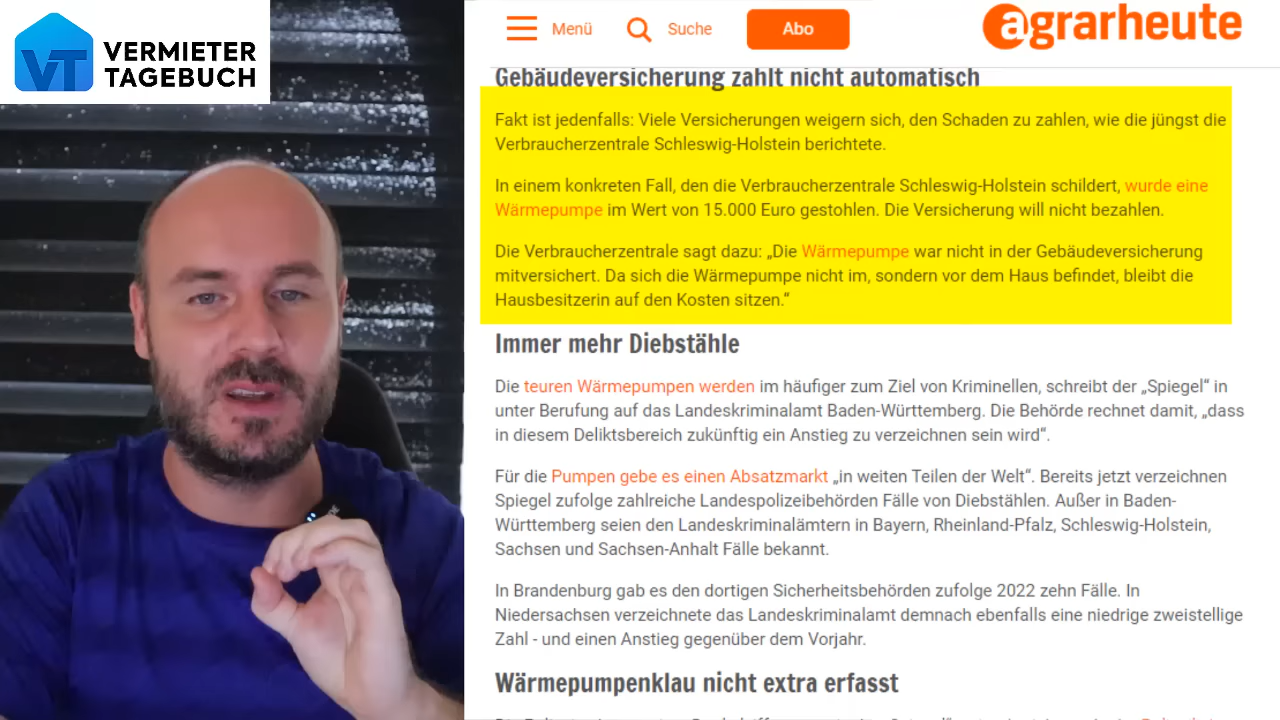 VERMIETER
TAGEBUCH
Menü
Suche
Abo
agrarheute
Gebäudeversicherung zahlt nicht automatisch
Fakt ist jedenfalls: Viele Versicherungen weigern sich, den Schaden zu zahlen, wie die jüngst die
Verbraucherzentrale Schleswig-Holstein berichtete.
In einem konkreten Fall, den die Verbraucherzentrale Schleswig-Holstein schildert, wurde eine
Wärmepumpe im Wert von 15.000 Euro gestohlen. Die Versicherung will nicht bezahlen.
Die Verbraucherzentrale sagt dazu: „Die Wärmepumpe war nicht in der Gebäudeversicherung
mitversichert. Da sich die Wärmepumpe nicht im, sondern vor dem Haus befindet, bleibt die
Hausbesitzerin auf den Kosten sitzen.“
Immer mehr Diebstähle
Die teuren Wärmepumpen werden im häufiger zum Ziel von Kriminellen, schreibt der „Spiegel“ in
unter Berufung auf das Landeskriminalamt Baden-Württemberg. Die Behörde rechnet damit, „dass
in diesem Deliktsbereich zukünftig ein Anstieg zu verzeichnen sein wird“.
Für die Pumpen gebe es einen Absatzmarkt „in weiten Teilen der Welt“. Bereits jetzt verzeichnen
Spiegel zufolge zahlreiche Landespolizeibehörden Fälle von Diebstählen. Außer in Baden-
Württemberg seien den Landeskriminalämtern in Bayern, Rheinland-Pfalz, Schleswig-Holstein,
Sachsen und Sachsen-Anhalt Fälle bekannt.
In Brandenburg gab es den dortigen Sicherheitsbehörden zufolge 2022 zehn Fälle. In
Niedersachsen verzeichnete das Landeskriminalamt demnach ebenfalls eine niedrige zweistellige
Zahl - und einen Anstieg gegenüber dem Vorjahr.
Wärmepumpenklau nicht extra erfasst